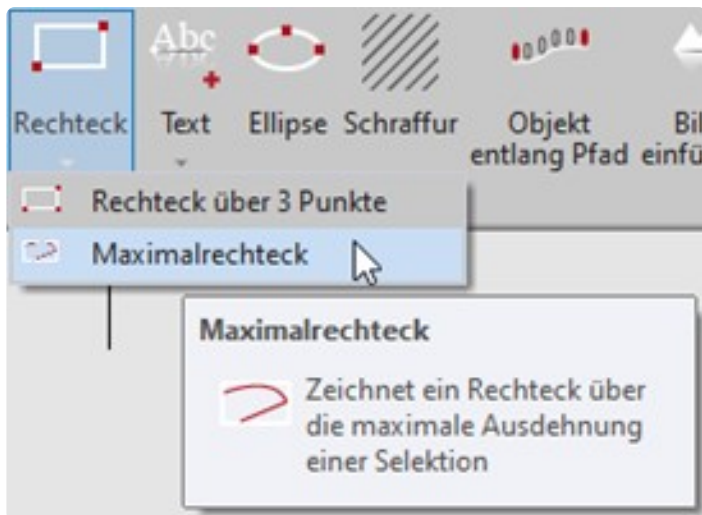 Abc
Rechteck Text Ellipse Schraffur Objekt
entlang Pfad
Rechteck über 3 Punkte
Maximalrechteck
Maximalrechteck
Zeichnet ein Rechteck über
die maximale Ausdehnung
einer Selektion